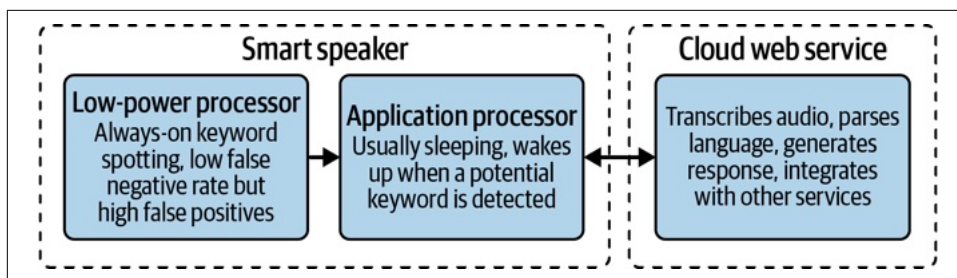 Smart speaker
Low-power processor
Always-on keyword
spotting, low false
negative rate but
high false positives
Application processor
Usually sleeping, wakes
up when a potential
keyword is detected
Cloud web service
Transcribes audio, parses
language, generates
response, integrates
with other services